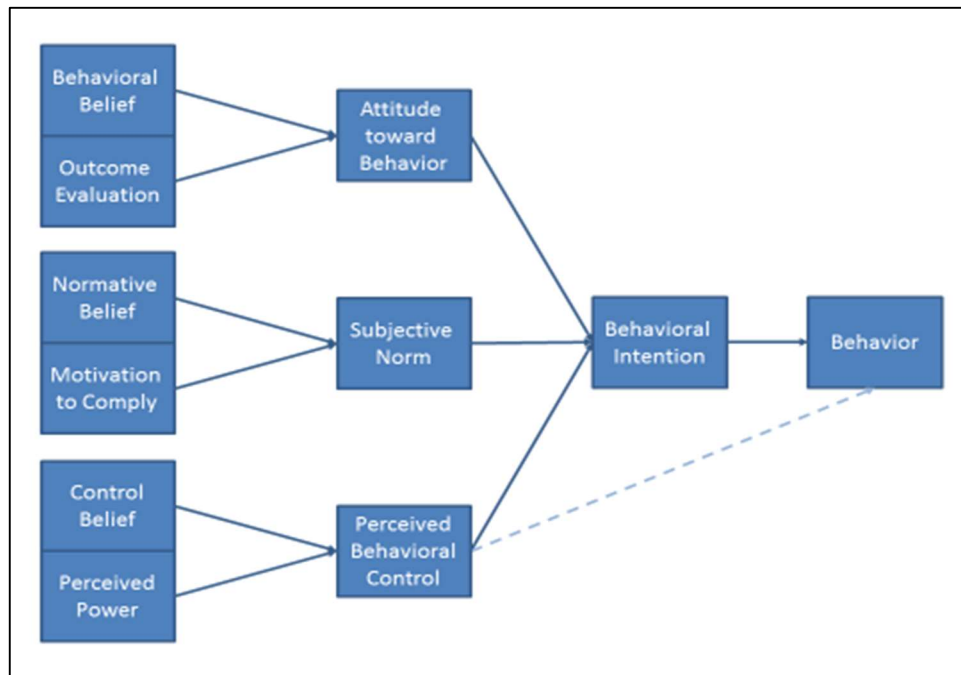 Behavioral
Belief
Outcome
Evaluation
Attitude
toward
Behavior
Normative
Belief
Motivation
to Comply
Subjective
Norm
Behavioral
Intention
Behavior
Control
Belief
Perceived
Power
Perceived
Behavioral
Control